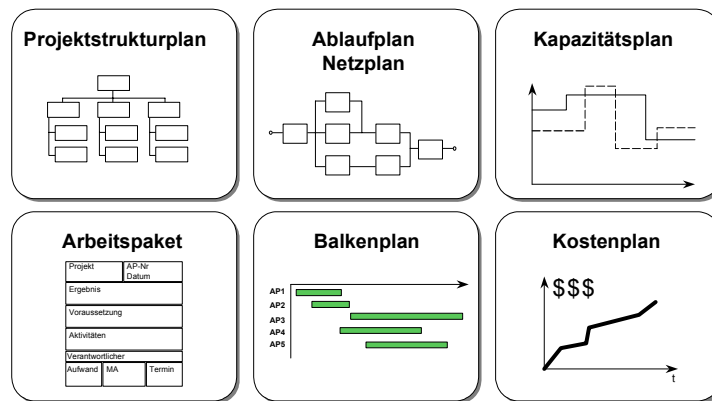 Projektstrukturplan
Ablaufplan
Netzplan
Kapazitätsplan
Arbeitspaket
Projekt
AP-Nr
Datum
Ergebnis
Voraussetzung
Aktivitäten
Verantwortlicher
Aufwand
MA
Termin
Balkenplan
AP1
AP2
AP3
AP4
AP5
Kostenplan
$$$
t